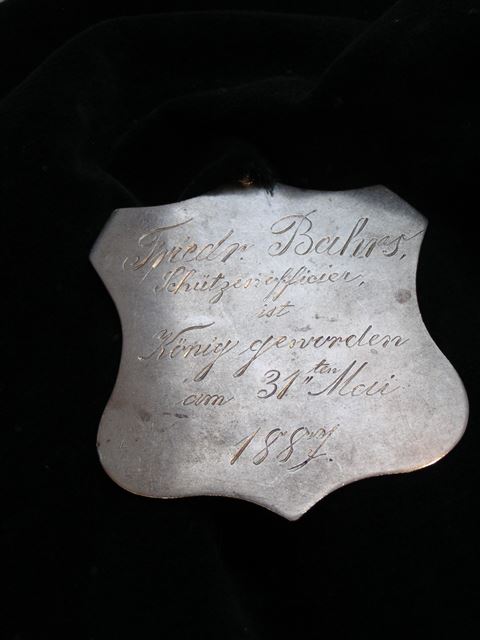 Friedr. Bahrs,
Schützenofficier,
ist
König geworden
am 31ten Mai
1887.